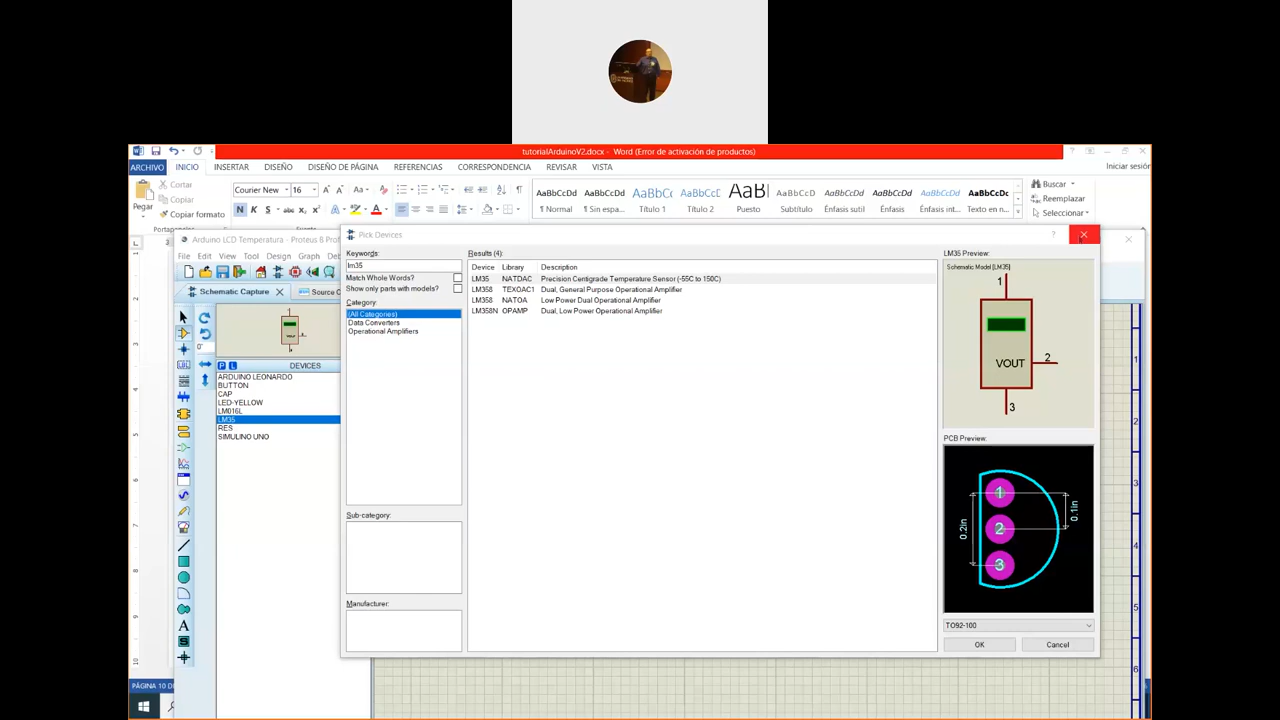 tutorialArduinoV2.docx - Word (Error de activación de productos)
ARCHIVO INICIO INSERTAR DISEÑO DISEÑO DE PÁGINA REFERENCIAS CORRESPONDENCIA REVISAR VISTA
Iniciar sesión
Cortar
Copiar
Pegar
Copiar formato
Courier New 16
AaBbCcDd AaBbCcDd AaBbCc AaBbCcD AaBl AaBbCcD AaBbCcDd AaBbCcDd AaBbCcDd AaBbCcDc
¶ Normal ¶ Sin espa... Título 1 Título 2 Puesto Subtítulo Énfasis sutil Énfasis Énfasis int... Texto en n...
Buscar
Reemplazar
Seleccionar
Arduino LCD Temperatura - Proteus 8 Prof
File Edit View Tool Design Graph
Schematic Capture
Source C
DEVICES
P L
ARDUINO LEONARDO
BUTTON
CAP
LED-YELLOW
LM016L
LM35
RES
SIMULINO UNO
VOUT
Pick Devices
Keywords:
lm35
Match Whole Words?
Show only parts with models?
Category:
(All Categories)
Data Converters
Operational Amplifiers
Sub-category:
Manufacturer:
Results (4):
Device Library Description
LM35 NATDAC Precision Centigrade Temperature Sensor (-55C to 150C)
LM358 TEXOAC1 Dual, General Purpose Operational Amplifier
LM358 NATOA Low Power Dual Operational Amplifier
LM358N OPAMP Dual, Low Power Operational Amplifier
LM35 Preview:
Schematic Model [LM35]
1
VOUT
2
3
PCB Preview:
1
2
3
0.2in
0.1in
TO92-100
OK Cancel
PÁGINA 10 DE